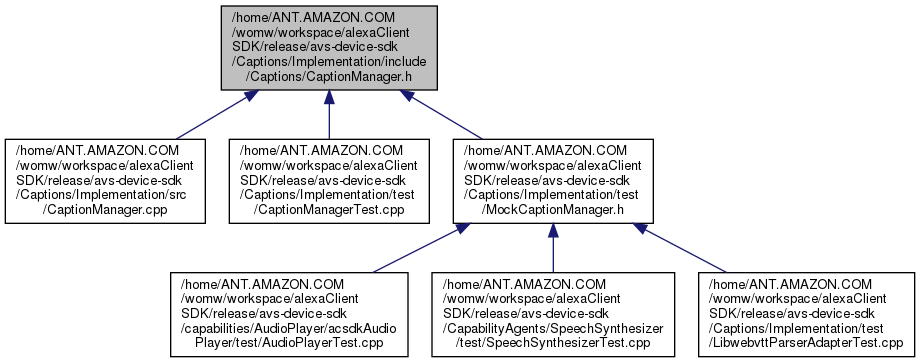 /home/ANT.AMAZON.COM
/womw/workspace/alexaClient
SDK/release/avs-device-sdk
/Captions/Implementation/include
/Captions/CaptionManager.h
/home/ANT.AMAZON.COM
/womw/workspace/alexaClient
SDK/release/avs-device-sdk
/Captions/Implementation/src
/CaptionManager.cpp
/home/ANT.AMAZON.COM
/womw/workspace/alexaClient
SDK/release/avs-device-sdk
/Captions/Implementation/test
/CaptionManagerTest.cpp
/home/ANT.AMAZON.COM
/womw/workspace/alexaClient
SDK/release/avs-device-sdk
/Captions/Implementation/test
/MockCaptionManager.h
/home/ANT.AMAZON.COM
/womw/workspace/alexaClient
SDK/release/avs-device-sdk
/capabilities/AudioPlayer/acsdkAudio
Player/test/AudioPlayerTest.cpp
/home/ANT.AMAZON.COM
/womw/workspace/alexaClient
SDK/release/avs-device-sdk
/CapabilityAgents/SpeechSynthesizer
/test/SpeechSynthesizerTest.cpp
/home/ANT.AMAZON.COM
/womw/workspace/alexaClient
SDK/release/avs-device-sdk
/Captions/Implementation/test
/LibwebvttParserAdapterTest.cpp